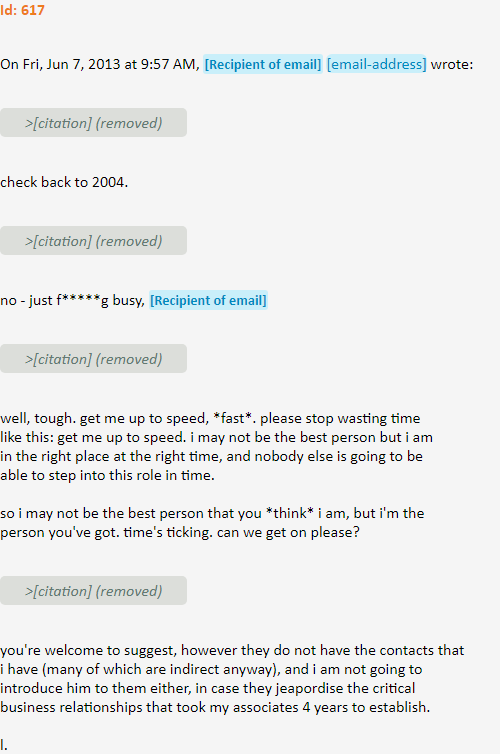 Id: 617
On Fri, Jun 7, 2013 at 9:57 AM, [Recipient of email] [email-address] wrote:
>[citation] (removed)
check back to 2004.
>[citation] (removed)
no - just f*****g busy, [Recipient of email]
>[citation] (removed)
well, tough. get me up to speed, *fast*. please stop wasting time
like this: get me up to speed. i may not be the best person but i am
in the right place at the right time, and nobody else is going to be
able to step into this role in time.
so i may not be the best person that you *think* i am, but i'm the
person you've got. time's ticking. can we get on please?
>[citation] (removed)
you're welcome to suggest, however they do not have the contacts that
i have (many of which are indirect anyway), and i am not going to
introduce him to them either, in case they jeapordise the critical
business relationships that took my associates 4 years to establish.
l.